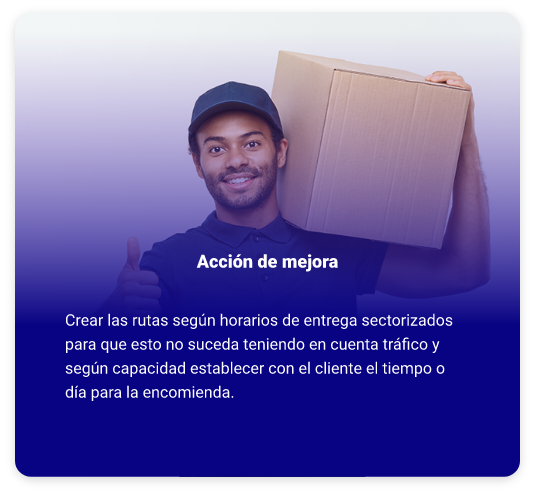 Acción de mejora
Crear las rutas según horarios de entrega sectorizados
para que esto no suceda teniendo en cuenta tráfico y
según capacidad establecer con el cliente el tiempo o
día para la encomienda.